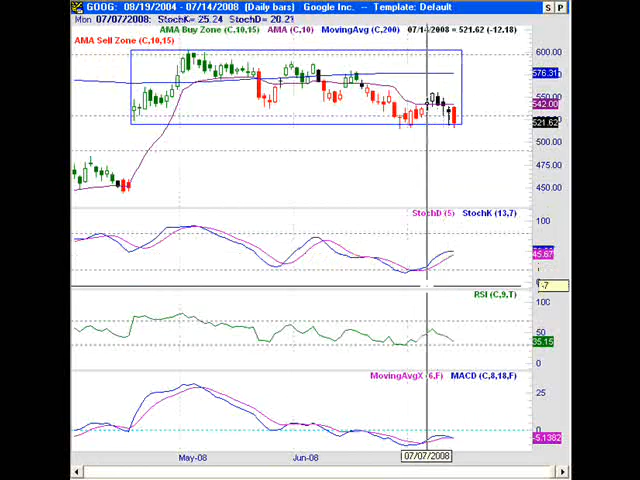 GOOG: 08/19/2004 - 07/14/2008 (Daily bars) Google Inc. -- Template: Default S P
Mon 07/07/2008: StochK= 25.24 StochD= 20.21
AMA Buy Zone (C,10,15) AMA (C,10) MovingAvg (C,200) 07/1 /2008 = 521.62 (-12.18)
AMA Sell Zone (C,10,15)
600.00
576.31
550.00
542.00
521.62
500.00
475.00
450.00
StochD (5) StochK (13,7)
100
45.67
0
-7
RSI (C,9,T)
100
50
35.15
0
MovingAvgX 6,F) MACD (C,8,18,F)
25
0
-5.1382
May-08 Jun-08 07/07/2008